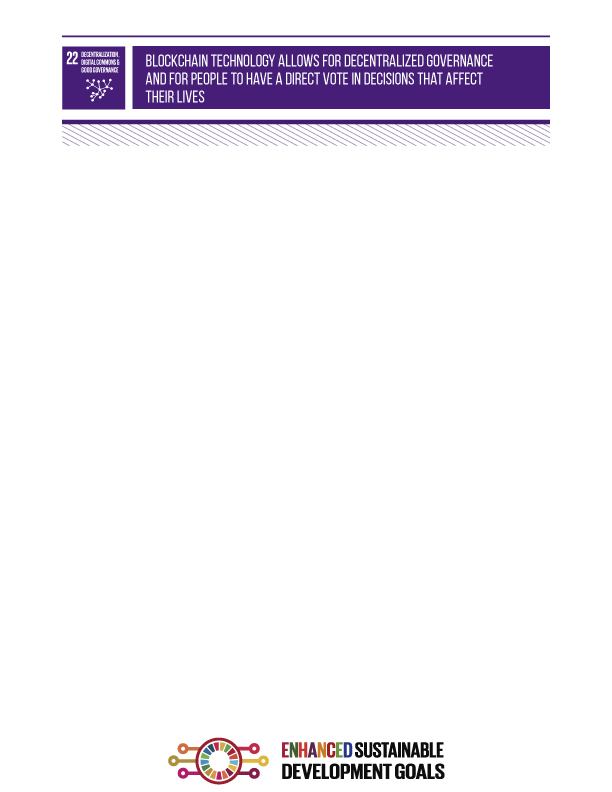 22 DECENTRALIZATION,
DIGITAL COMMONS &
GOOD GOVERNANCE
BLOCKCHAIN TECHNOLOGY ALLOWS FOR DECENTRALIZED GOVERNANCE
AND FOR PEOPLE TO HAVE A DIRECT VOTE IN DECISIONS THAT AFFECT
THEIR LIVES
ENHANCED SUSTAINABLE
DEVELOPMENT GOALS